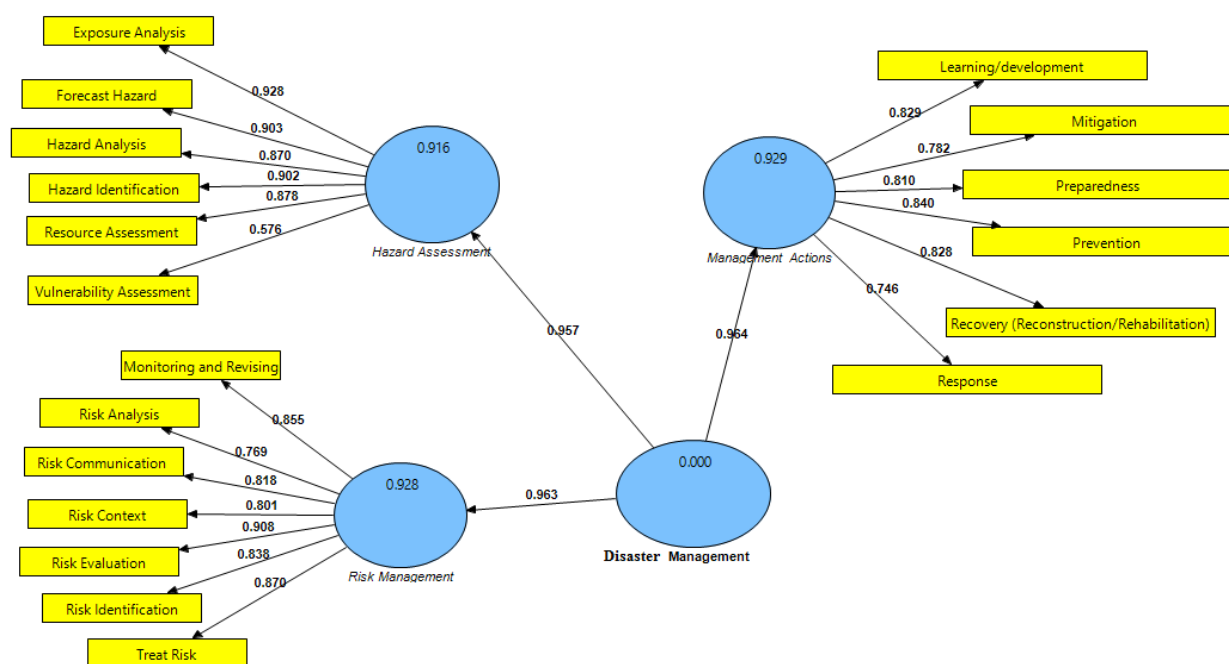 Exposure Analysis
Forecast Hazard
Hazard Analysis
Hazard Identification
Resource Assessment
Vulnerability Assessment
0.928
0.903
0.870
0.902
0.878
0.576
0.916
Hazard Assessment
0.929
Management Actions
Learning/development
Mitigation
Preparedness
Prevention
Recovery (Reconstruction/Rehabilitation)
Response
0.829
0.782
0.810
0.840
0.828
0.746
0.957
0.964
Monitoring and Revising
Risk Analysis
Risk Communication
Risk Context
Risk Evaluation
Risk Identification
Treat Risk
0.855
0.769
0.818
0.801
0.908
0.838
0.870
0.928
Risk Management
0.963
0.000
Disaster Management